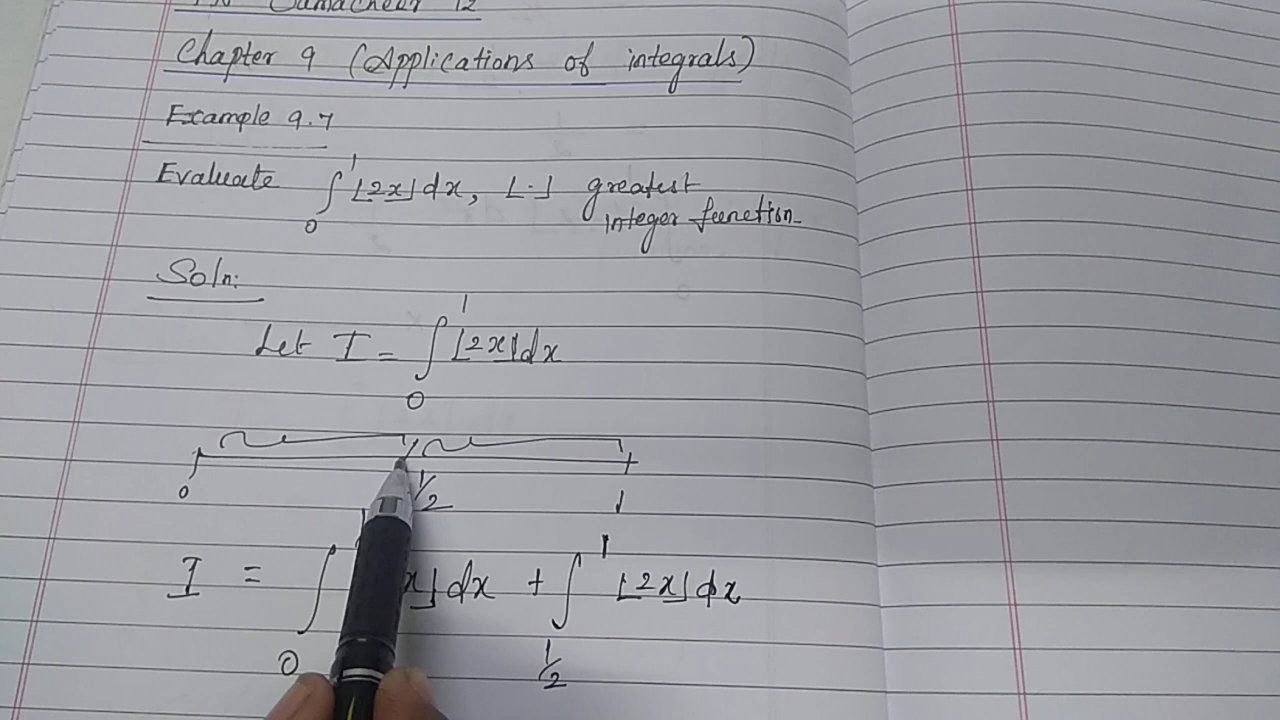 Chapter 9 (Applications of integrals)
Example 9.7
Evaluate ∫₀¹ ⌊2x⌋ dx, ⌊.⌋ greatest
integer function.
Soln:
Let I = ∫₀¹ ⌊2x⌋ dx
0 1/2 1
I = ∫₀ x⌋ dx + ∫_{1/2}^{1} ⌊2x⌋ dx